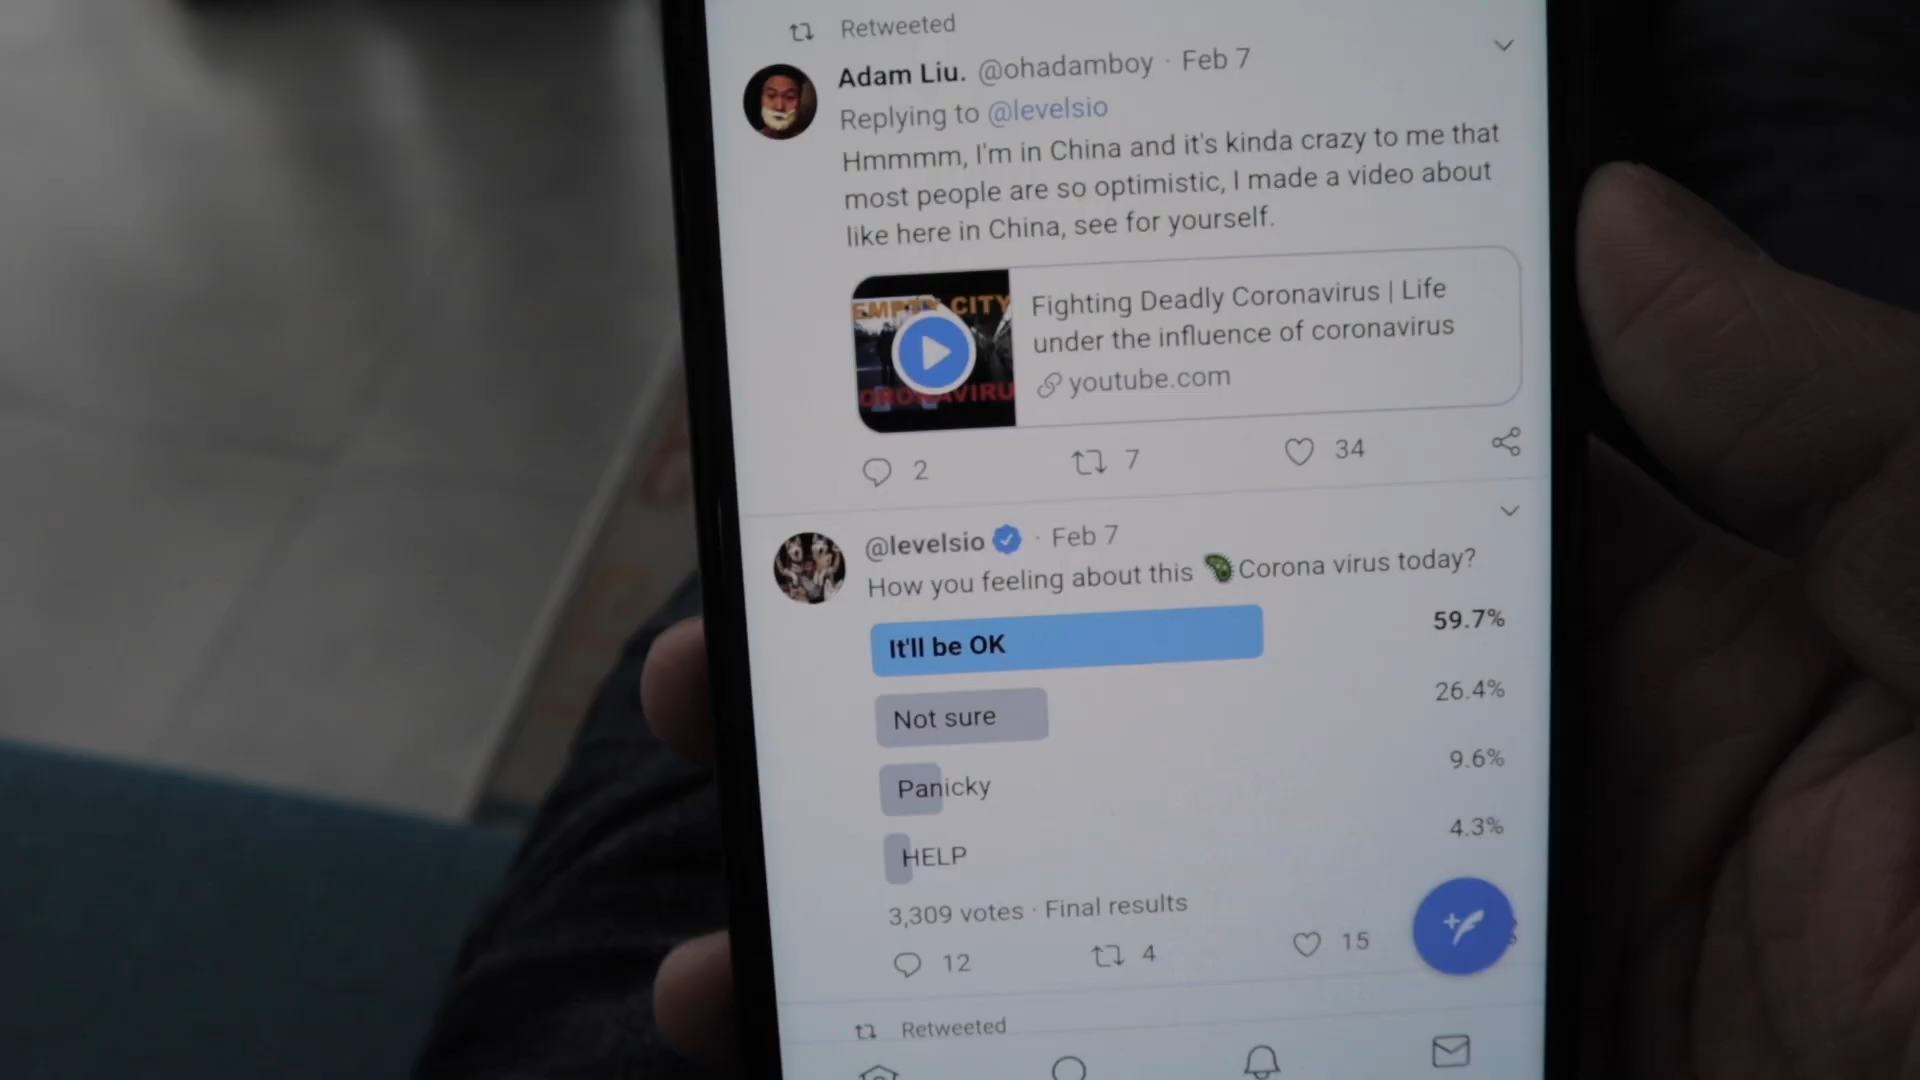 Retweeted
Adam Liu. @ohadamboy · Feb 7
Replying to @levelsio
Hmmmm, I'm in China and it's kinda crazy to me that
most people are so optimistic, I made a video about
like here in China, see for yourself.
EMPTY CITY
Fighting Deadly Coronavirus | Life
under the influence of coronavirus
youtube.com
2 7 34
@levelsio · Feb 7
How you feeling about this Corona virus today?
It'll be OK 59.7%
Not sure 26.4%
Panicky 9.6%
HELP 4.3%
3,309 votes · Final results
12 4 15
Retweeted